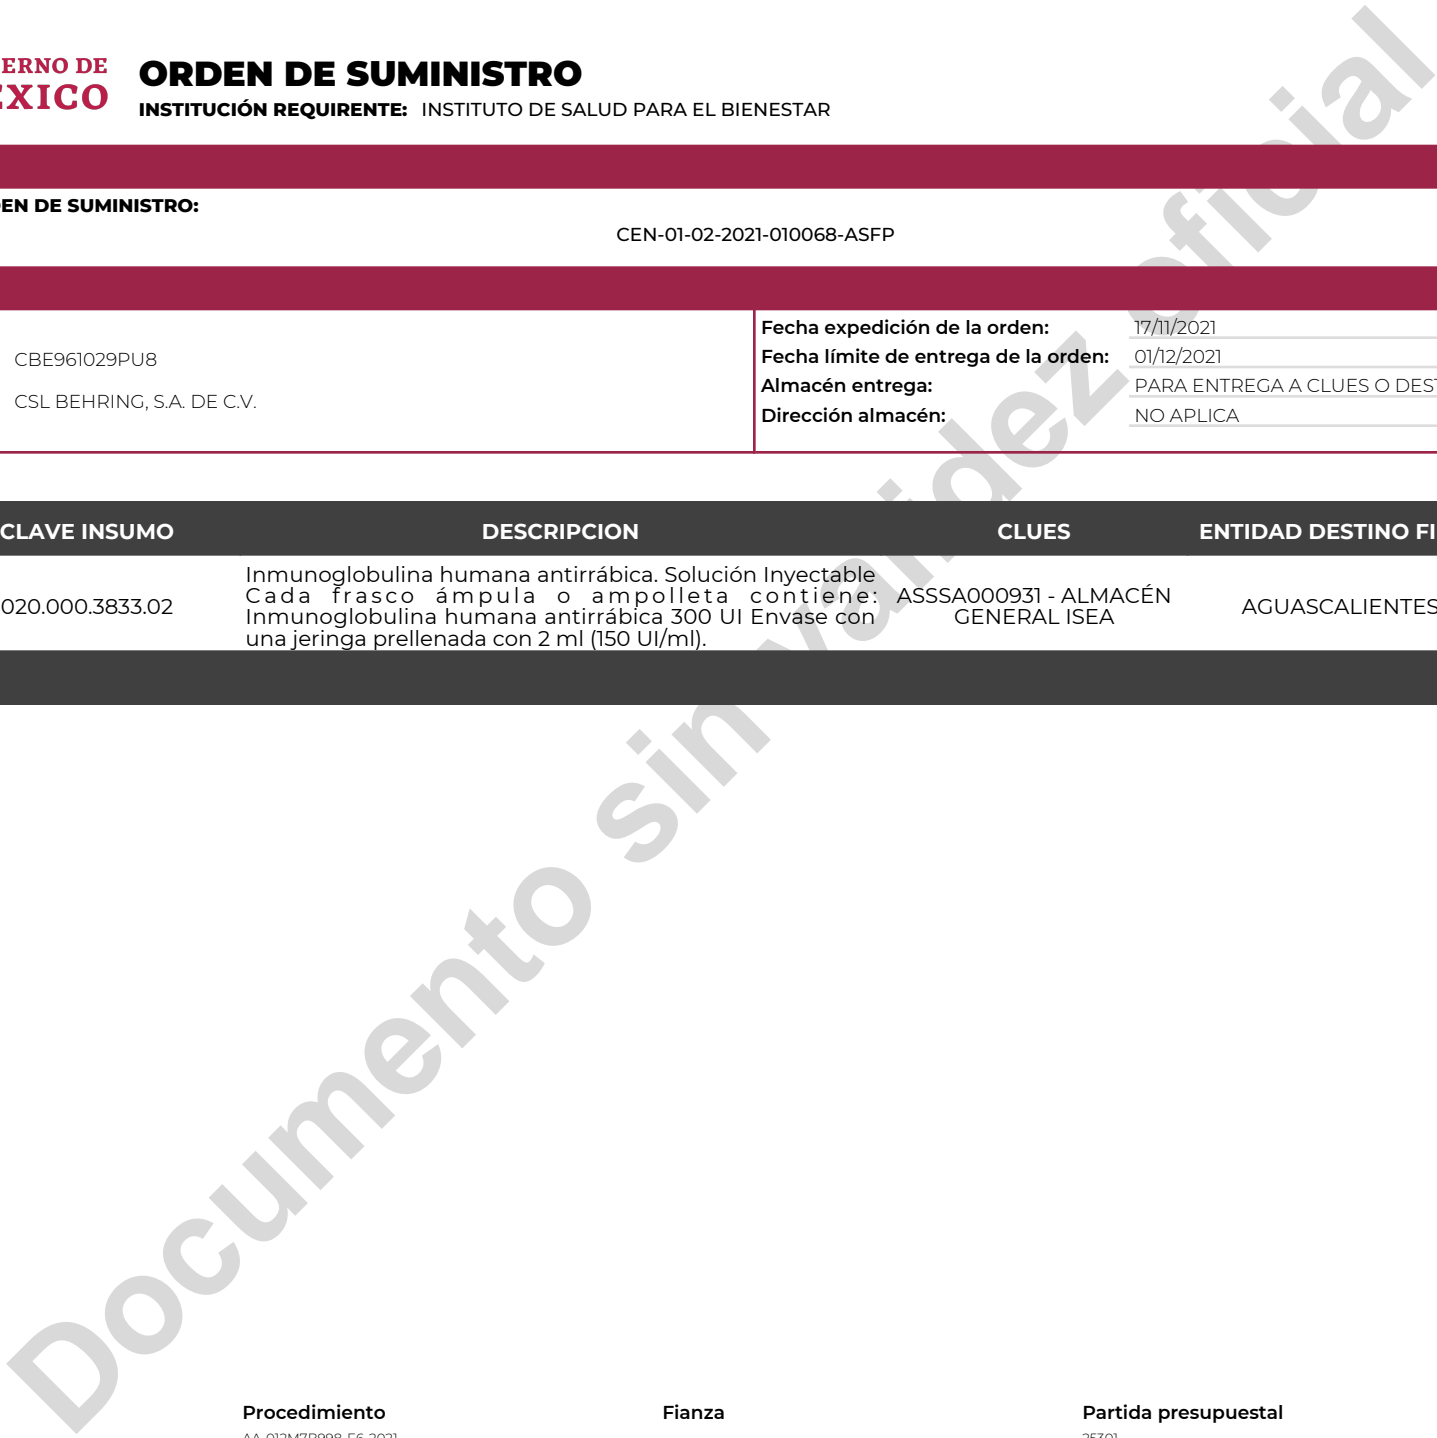 ERNO DE
ÉXICO
ORDEN DE SUMINISTRO
INSTITUCIÓN REQUIRENTE: INSTITUTO DE SALUD PARA EL BIENESTAR
EN DE SUMINISTRO:
CEN-01-02-2021-010068-ASFP
CBE961029PU8
CSL BEHRING, S.A. DE C.V.
Fecha expedición de la orden: 17/11/2021
Fecha límite de entrega de la orden: 01/12/2021
Almacén entrega: PARA ENTREGA A CLUES O DEST
Dirección almacén: NO APLICA
CLAVE INSUMO DESCRIPCION CLUES ENTIDAD DESTINO FI
020.000.3833.02
Inmunoglobulina humana antirrábica. Solución Inyectable
Cada frasco ámpula o ampolleta contiene:
Inmunoglobulina humana antirrábica 300 UI Envase con
una jeringa prellenada con 2 ml (150 UI/ml).
ASSSA000931 - ALMACÉN
GENERAL ISEA
AGUASCALIENTES
Documento sin validez oficial
Procedimiento Fianza Partida presupuestal